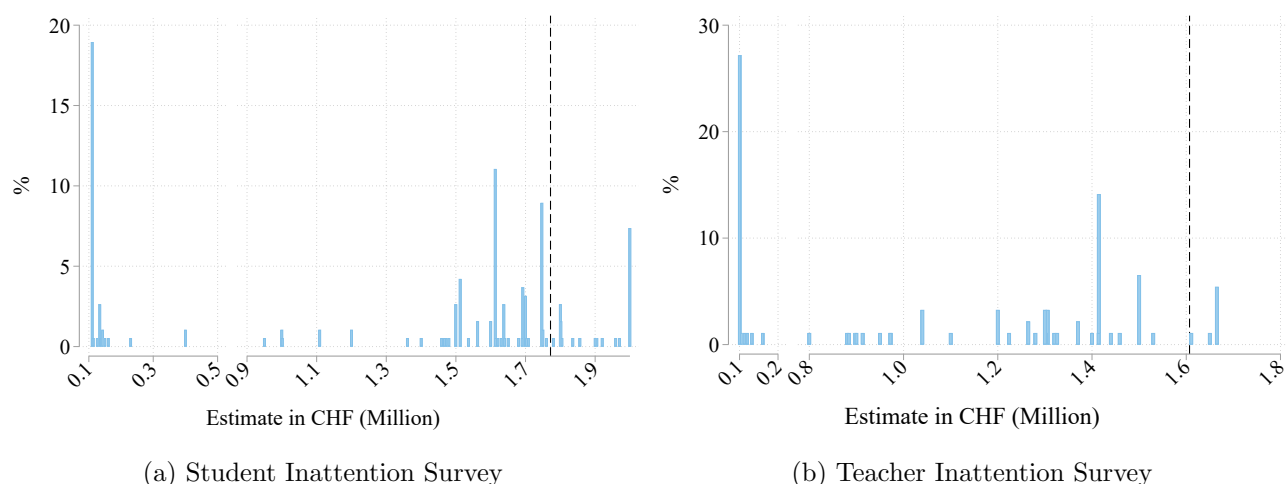 20
15
10
5
0
%
0.1 0.3 0.5 0.9 1.1 1.3 1.5 1.7 1.9
Estimate in CHF (Million)
(a) Student Inattention Survey
30
20
10
0
%
0.1 0.2 0.8 1.0 1.2 1.4 1.6 1.8
Estimate in CHF (Million)
(b) Teacher Inattention Survey